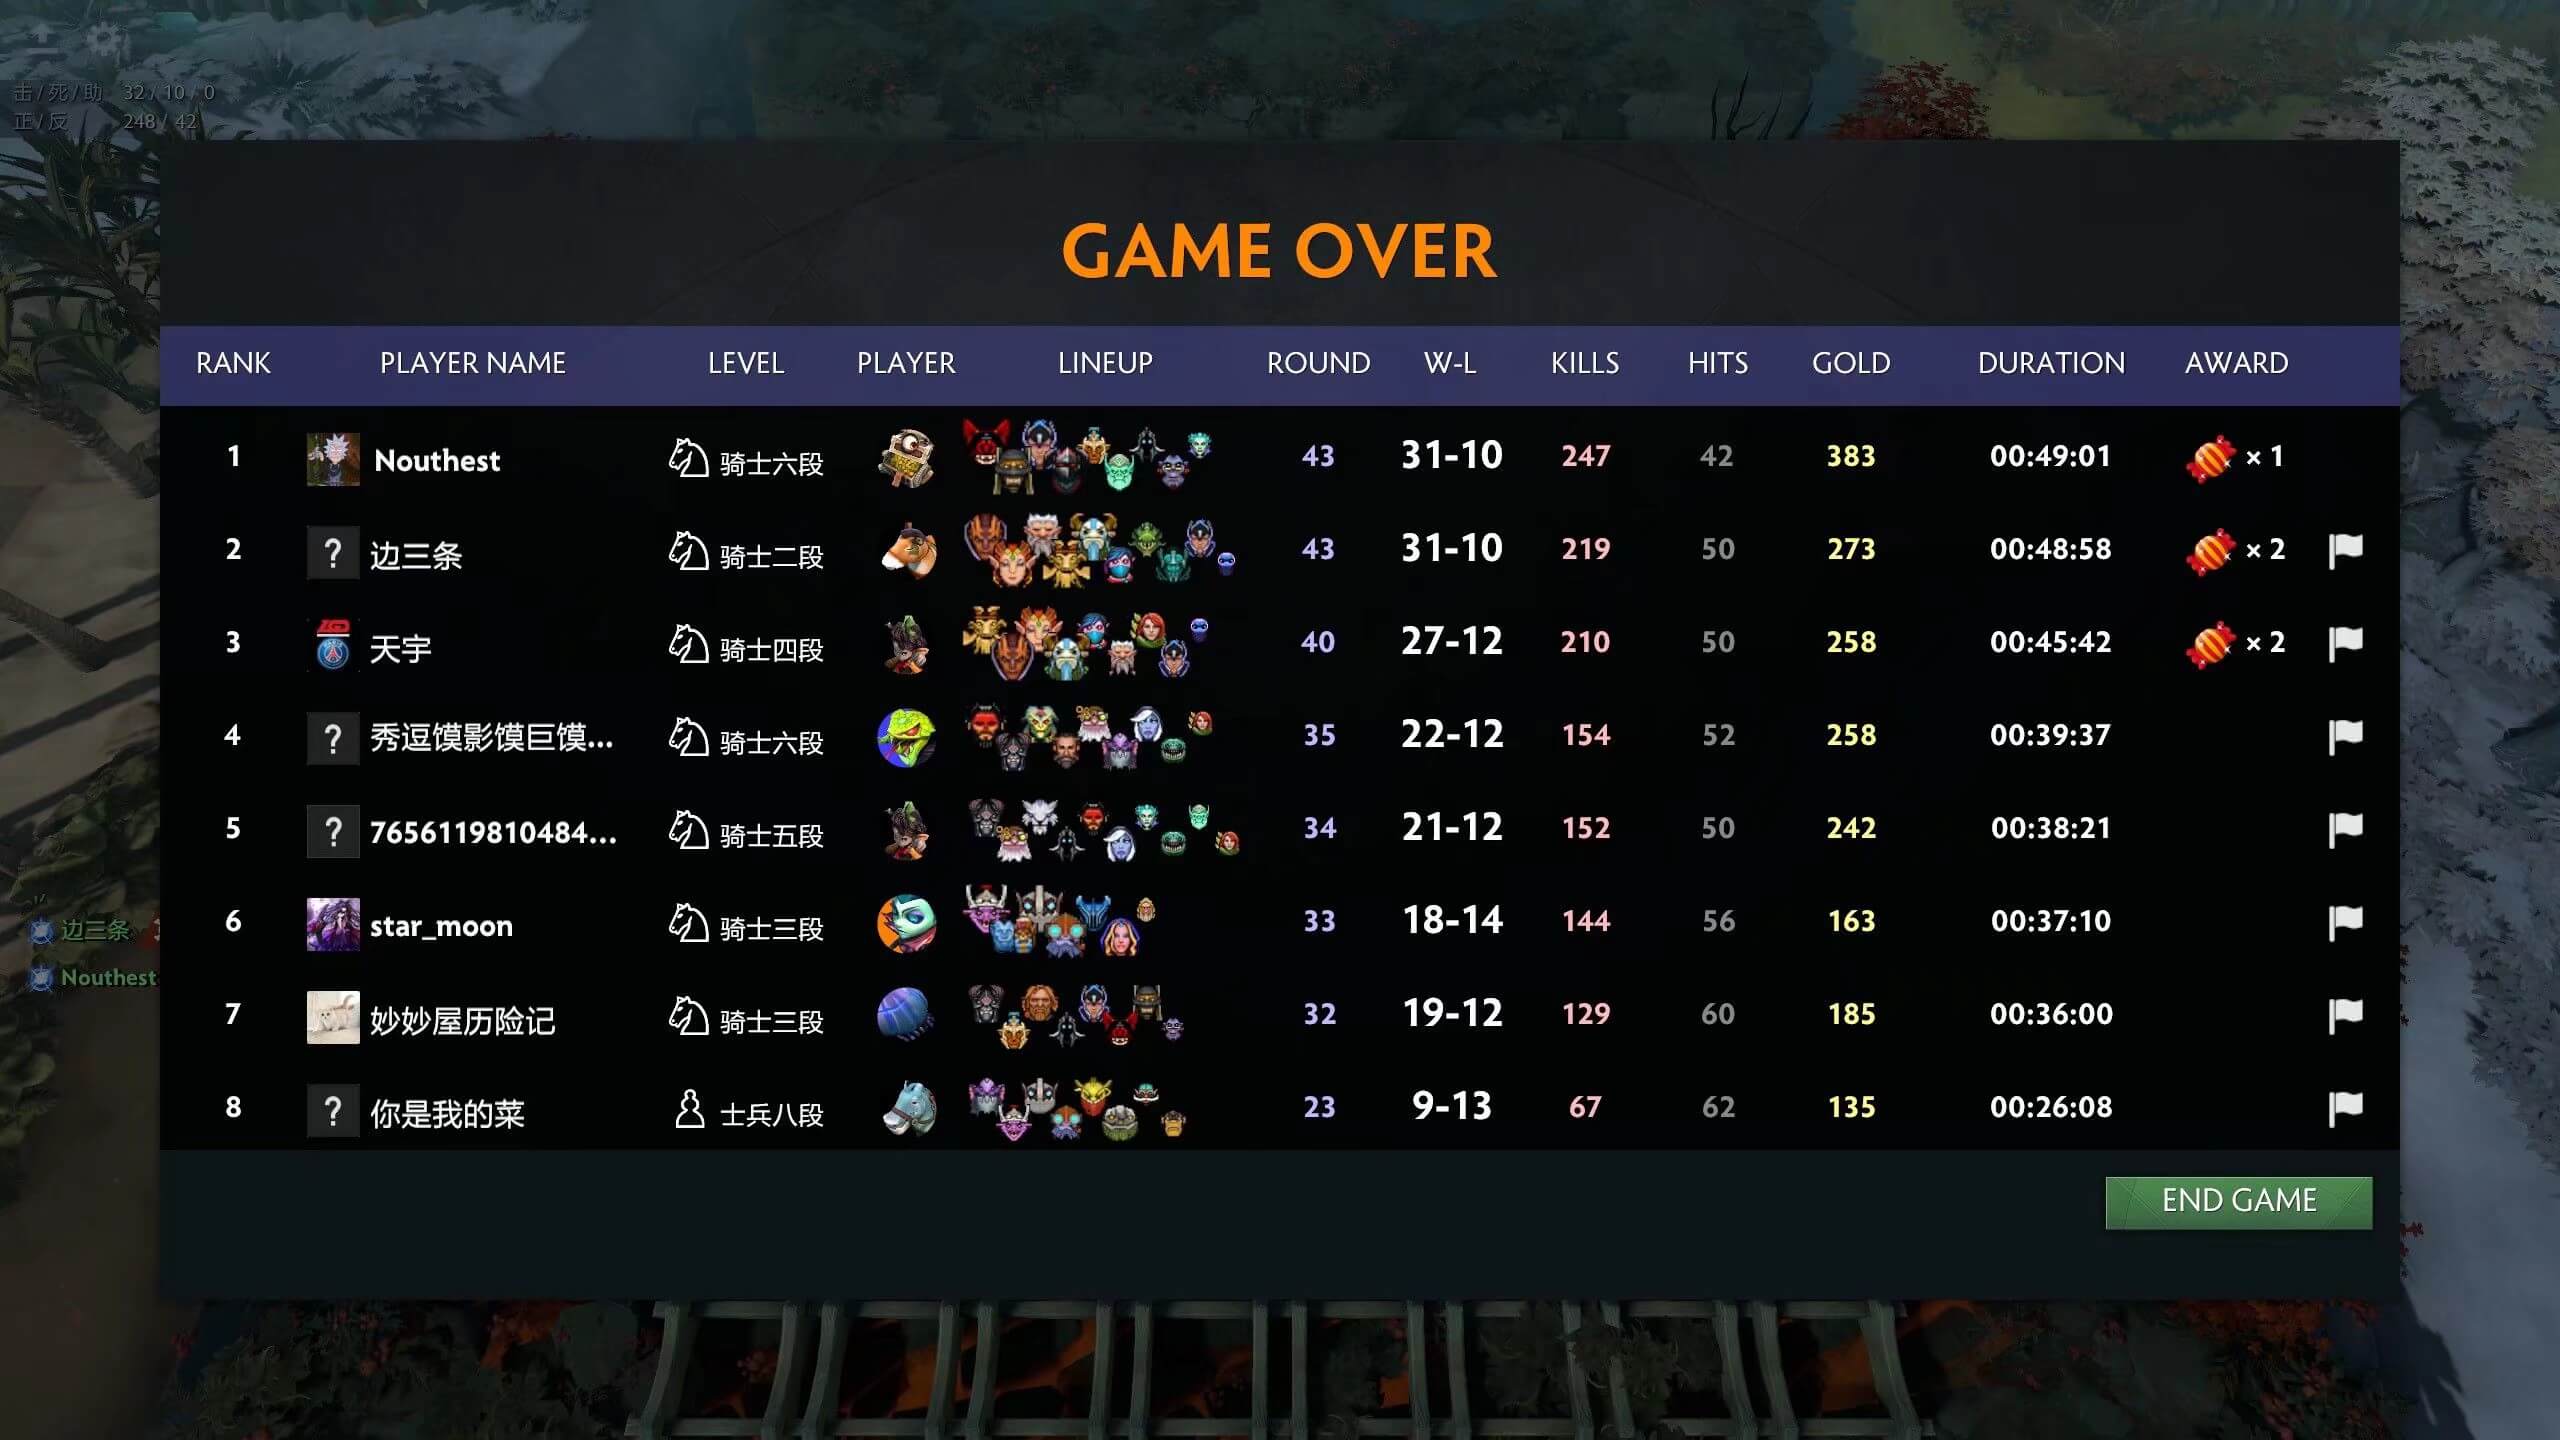 击/死/助 32 / 10 / 0
正/反 248 / 42
GAME OVER
RANK PLAYER NAME LEVEL PLAYER LINEUP ROUND W-L KILLS HITS GOLD DURATION AWARD
1 Nouthest 骑士六段 43 31-10 247 42 383 00:49:01 × 1
2 ? 边三条 骑士二段 43 31-10 219 50 273 00:48:58 × 2
3 天宇 骑士四段 40 27-12 210 50 258 00:45:42 × 2
4 ? 秀逗馍影馍巨馍... 骑士六段 35 22-12 154 52 258 00:39:37
5 ? 7656119810484... 骑士五段 34 21-12 152 50 242 00:38:21
6 star_moon 骑士三段 33 18-14 144 56 163 00:37:10
7 妙妙屋历险记 骑士三段 32 19-12 129 60 185 00:36:00
8 ? 你是我的菜 士兵八段 23 9-13 67 62 135 00:26:08
边三条
Nouthest
END GAME